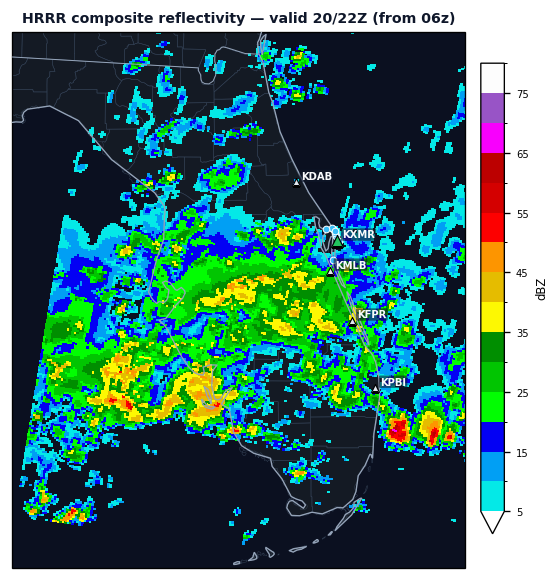 HRRR composite reflectivity — valid 20/22Z (from 06z)
KDAB
KXMR
KMLB
KFPR
KPBI
75
65
55
45
35
25
15
5
dBZ